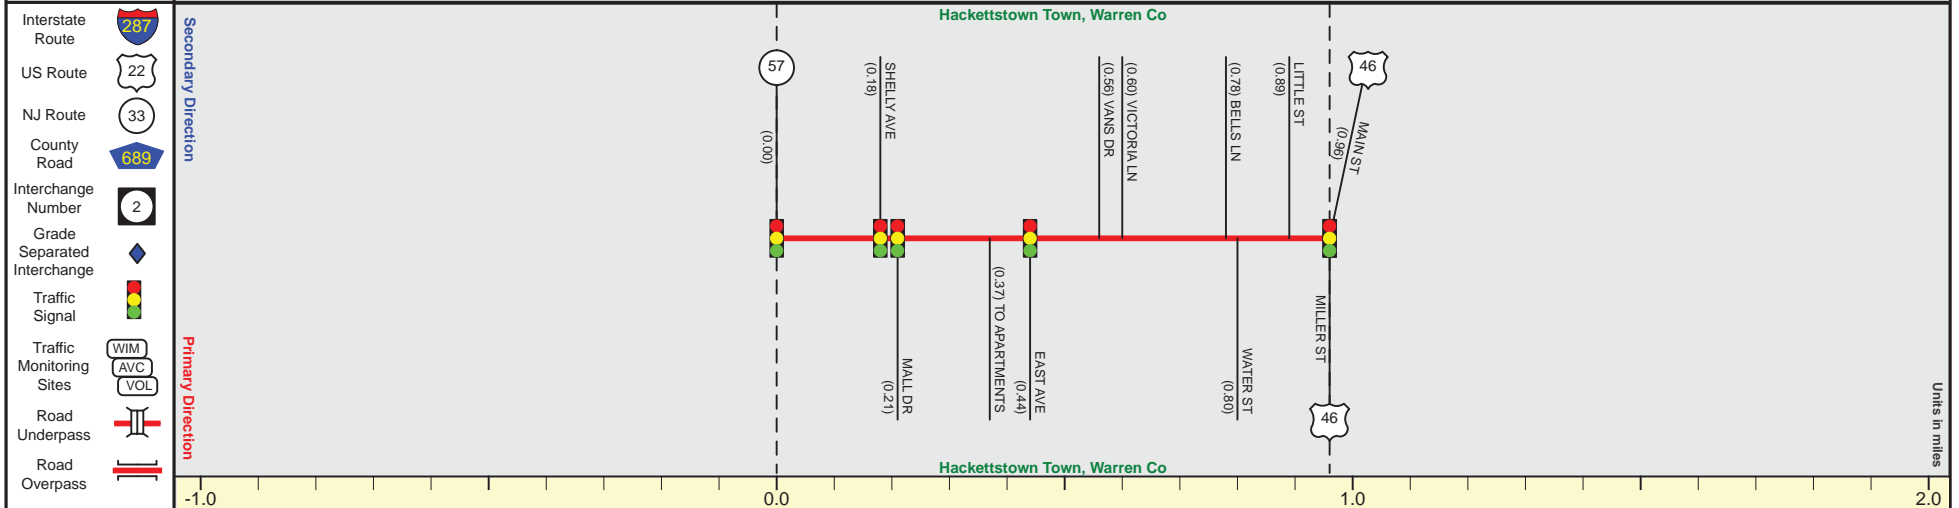 Interstate
Route
287
US Route
22
NJ Route
33
County
Road
689
Interchange
Number
2
Grade
Separated
Interchange
Traffic
Signal
Traffic
Monitoring
Sites
WIM
AVC
VOL
Road
Underpass
Road
Overpass
Secondary Direction
Primary Direction
Hackettstown Town, Warren Co
57
(0.00)
SHELLY AVE
(0.18)
MALL DR
(0.21)
(0.37) TO APARTMENTS
EAST AVE
(0.44)
(0.56) VANS DR
(0.60) VICTORIA LN
(0.78) BELLS LN
WATER ST
(0.80)
LITTLE ST
(0.89)
46
MAIN ST
(0.96)
MILLER ST
46
Hackettstown Town, Warren Co
Units in miles
-1.0
0.0
1.0
2.0